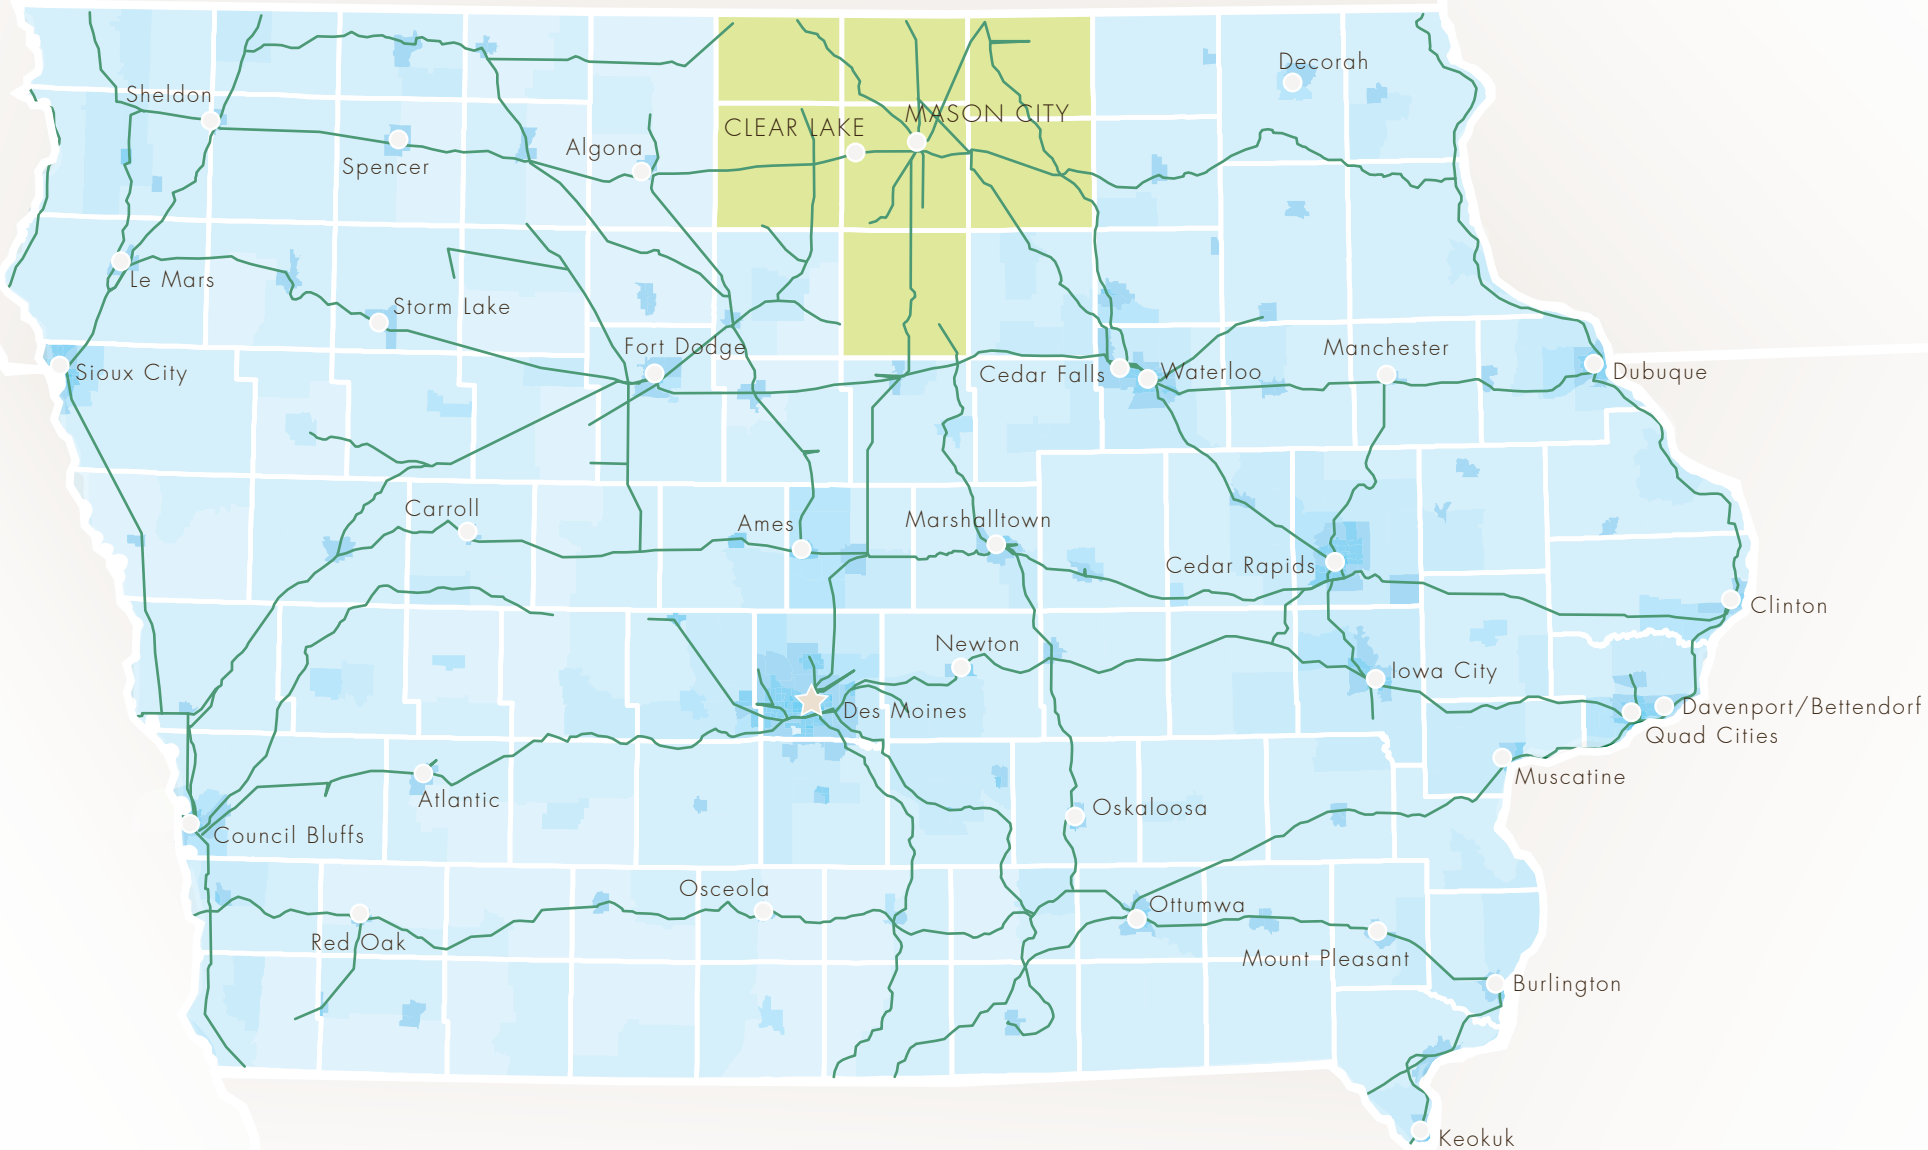 Decorah
Sheldon
MASON CITY
CLEAR LAKE
Algona
Spencer
Le Mars
Storm Lake
Fort Dodge
Manchester
Sioux City
Cedar Falls
Waterloo
Dubuque
Carroll
Ames
Marshalltown
Cedar Rapids
Clinton
Newton
Iowa City
Des Moines
Davenport/Bettendorf
Quad Cities
Muscatine
Atlantic
Oskaloosa
Council Bluffs
Osceola
Ottumwa
Red Oak
Mount Pleasant
Burlington
Keokuk